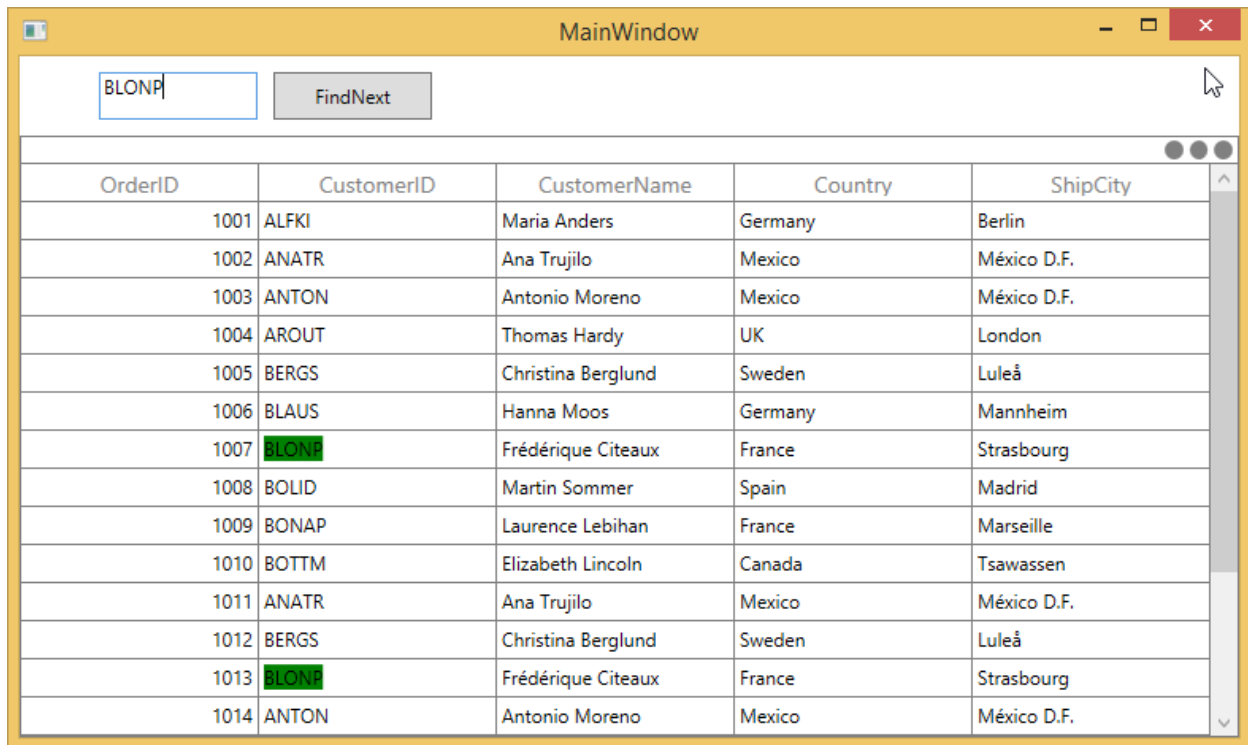 MainWindow
BLONP FindNext
OrderID CustomerID CustomerName Country ShipCity
1001 ALFKI Maria Anders Germany Berlin
1002 ANATR Ana Trujilo Mexico México D.F.
1003 ANTON Antonio Moreno Mexico México D.F.
1004 AROUT Thomas Hardy UK London
1005 BERGS Christina Berglund Sweden Luleå
1006 BLAUS Hanna Moos Germany Mannheim
1007 BLONP Frédérique Citeaux France Strasbourg
1008 BOLID Martin Sommer Spain Madrid
1009 BONAP Laurence Lebihan France Marseille
1010 BOTTM Elizabeth Lincoln Canada Tsawassen
1011 ANATR Ana Trujilo Mexico México D.F.
1012 BERGS Christina Berglund Sweden Luleå
1013 BLONP Frédérique Citeaux France Strasbourg
1014 ANTON Antonio Moreno Mexico México D.F.